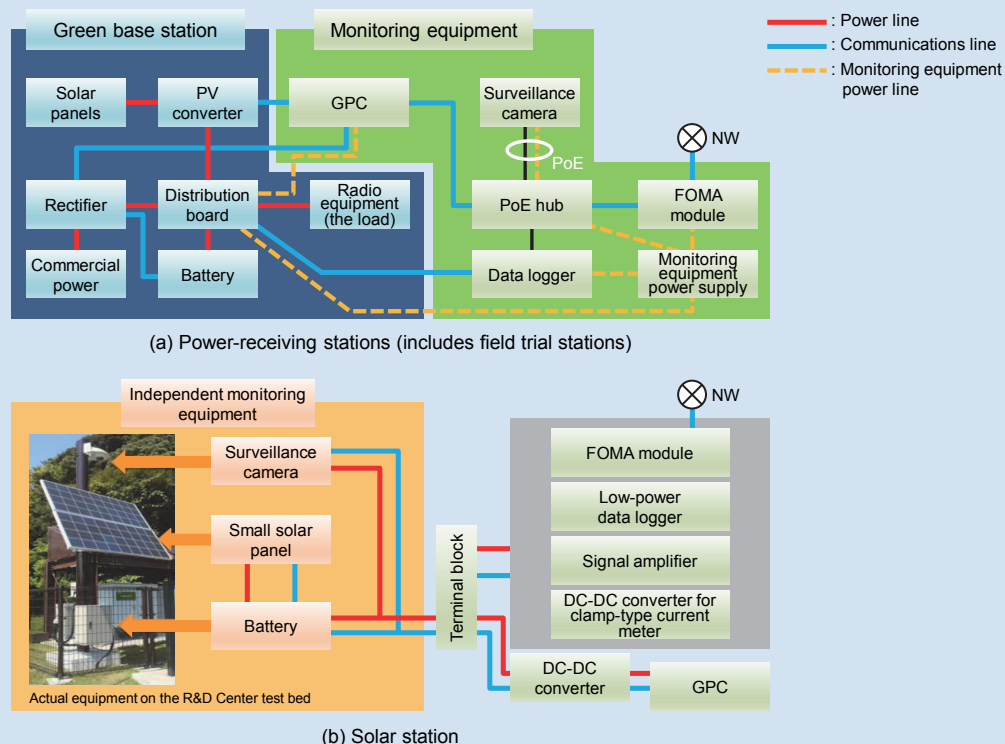 Green base station
Monitoring equipment
: Power line
: Communications line
: Monitoring equipment
power line
Solar
panels
PV
converter
GPC
Surveillance
camera
NW
PoE
Rectifier
Distribution
board
Radio
equipment
(the load)
PoE hub
FOMA
module
Commercial
power
Battery
Data logger
Monitoring
equipment
power supply
(a) Power-receiving stations (includes field trial stations)
Independent monitoring
equipment
NW
Surveillance
camera
FOMA module
Low-power
data logger
Small solar
panel
Terminal block
Signal amplifier
Battery
DC-DC converter for
clamp-type current
meter
DC-DC
converter
GPC
Actual equipment on the R&D Center test bed
(b) Solar station